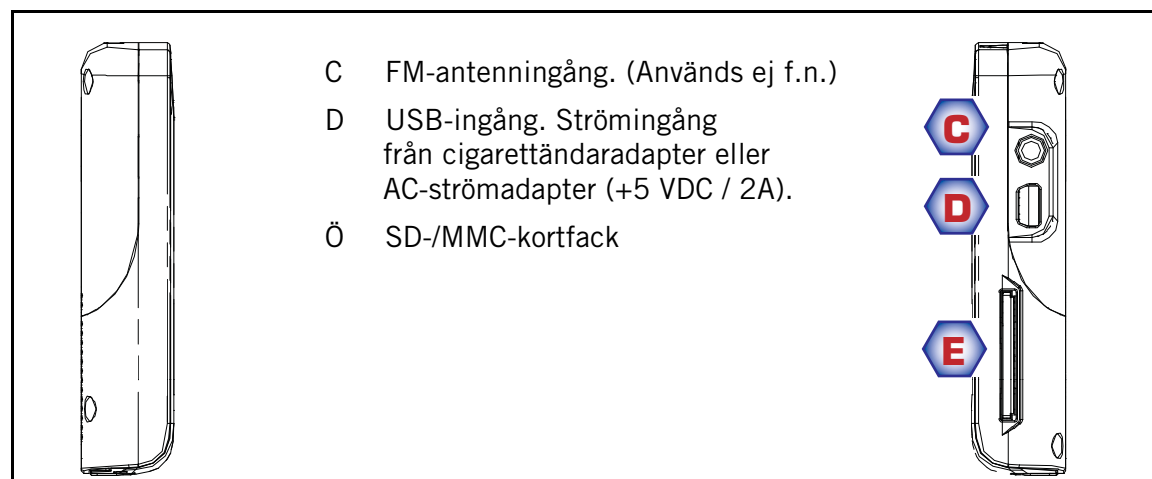 C FM-antenningång. (Används ej f.n.)
D USB-ingång. Strömingång
från cigarettändaradapter eller
AC-strömadapter (+5 VDC / 2A).
Ö SD-/MMC-kortfack
C
D
E